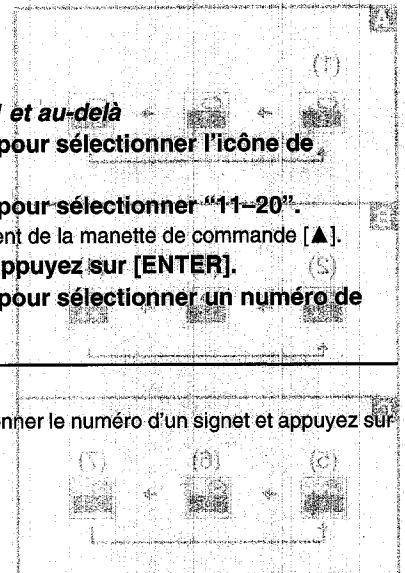 et au-delà
pour sélectionner l'icône de
pour sélectionner “11–20”.
ent de la manette de commande [▲].
ppuyez sur [ENTER].
pour sélectionner un numéro de
nner le numéro d'un signet et appuyez sur